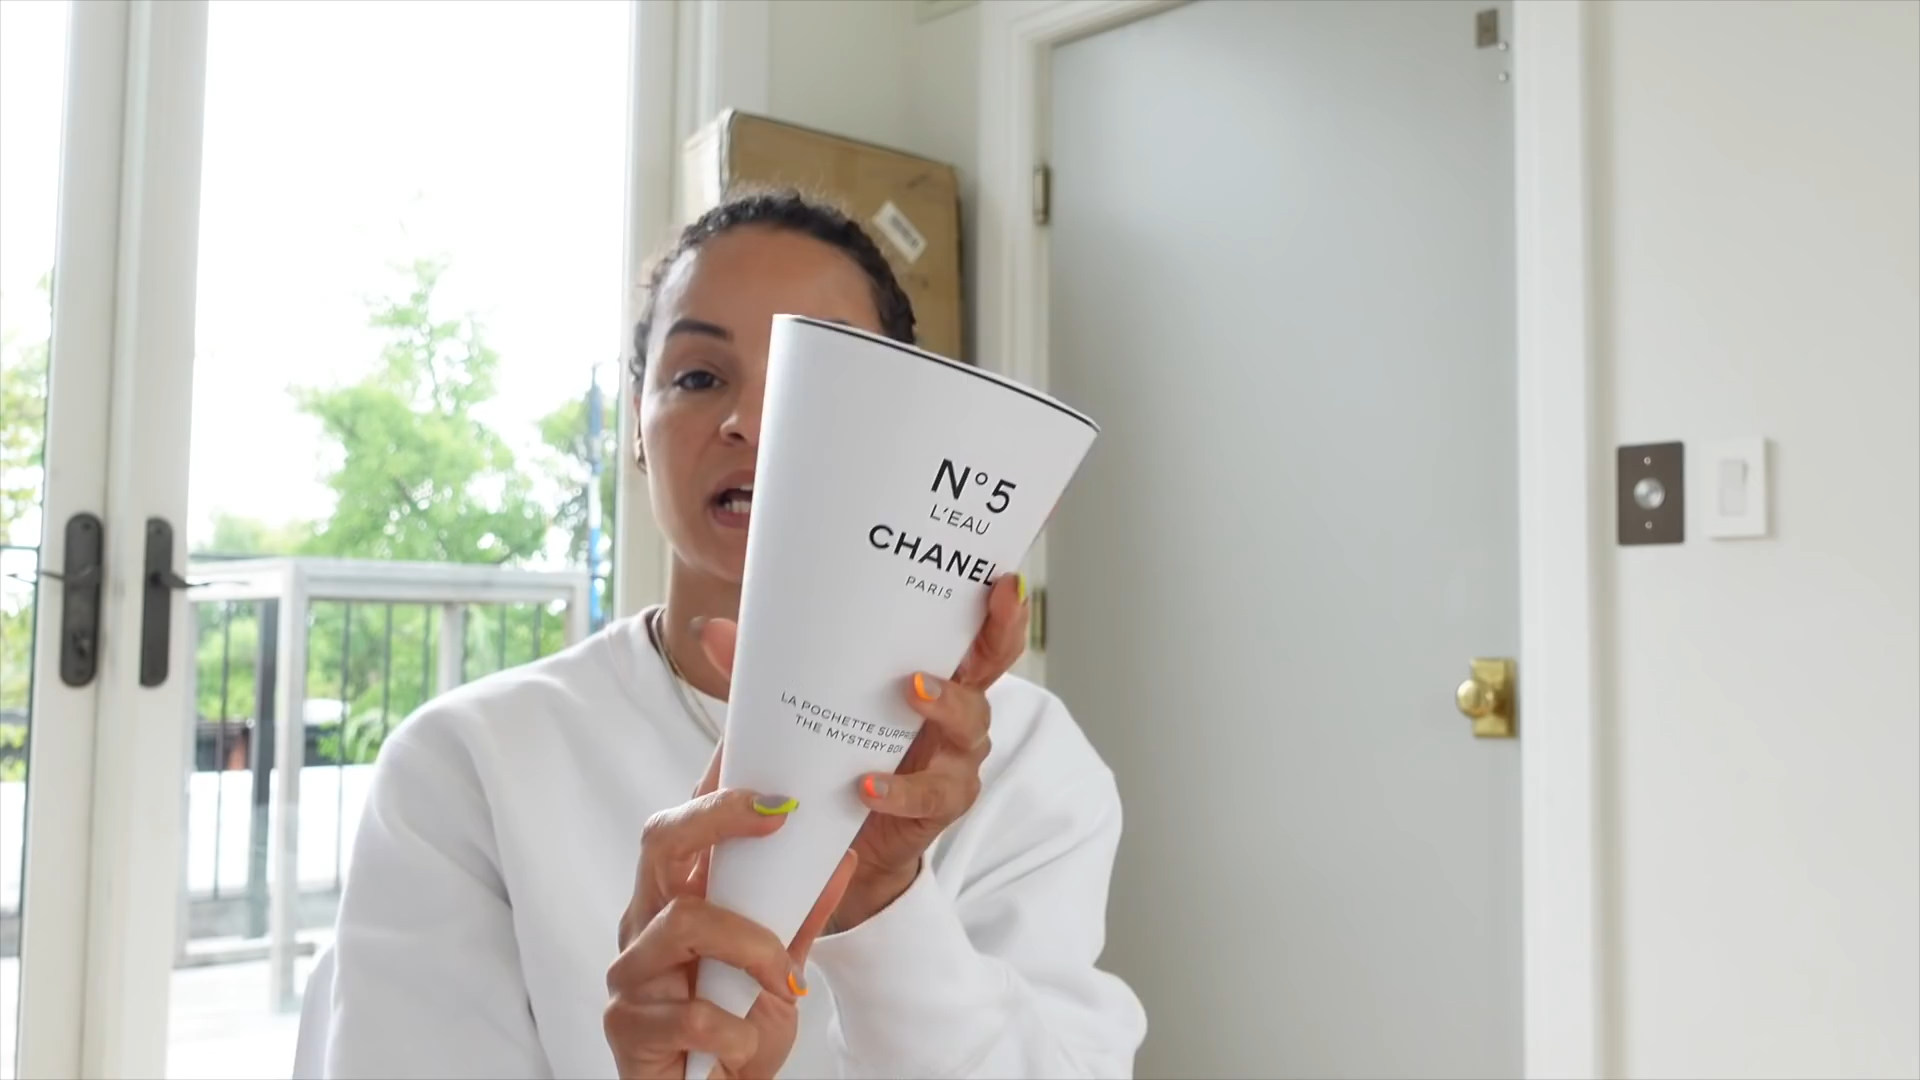 N°5
L'EAU
CHANEL
PARIS
LA POCHETTE SURPRISE
THE MYSTERY BOX